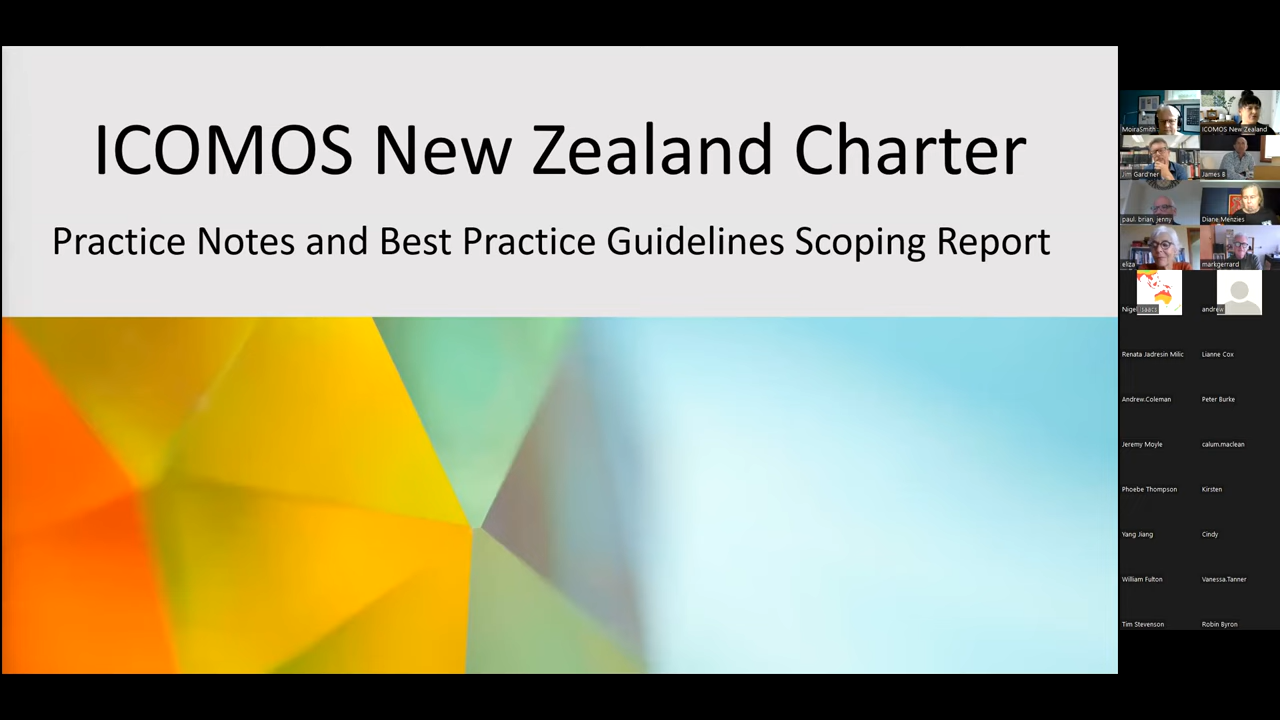 ICOMOS New Zealand Charter
Practice Notes and Best Practice Guidelines Scoping Report
MoiraSmith
ICOMOS New Zealand
Jim Gard'ner
James B
paul, brian, jenny
Diane Menzies
eliza
markgerrard
Nigel Isaacs
andrew
Renata Jadresin Milic
Lianne Cox
Andrew.Coleman
Peter Burke
Jeremy Moyle
calum.maclean
Phoebe Thompson
Kirsten
Yang Jiang
Cindy
William Fulton
Vanessa.Tanner
Tim Stevenson
Robin Byron